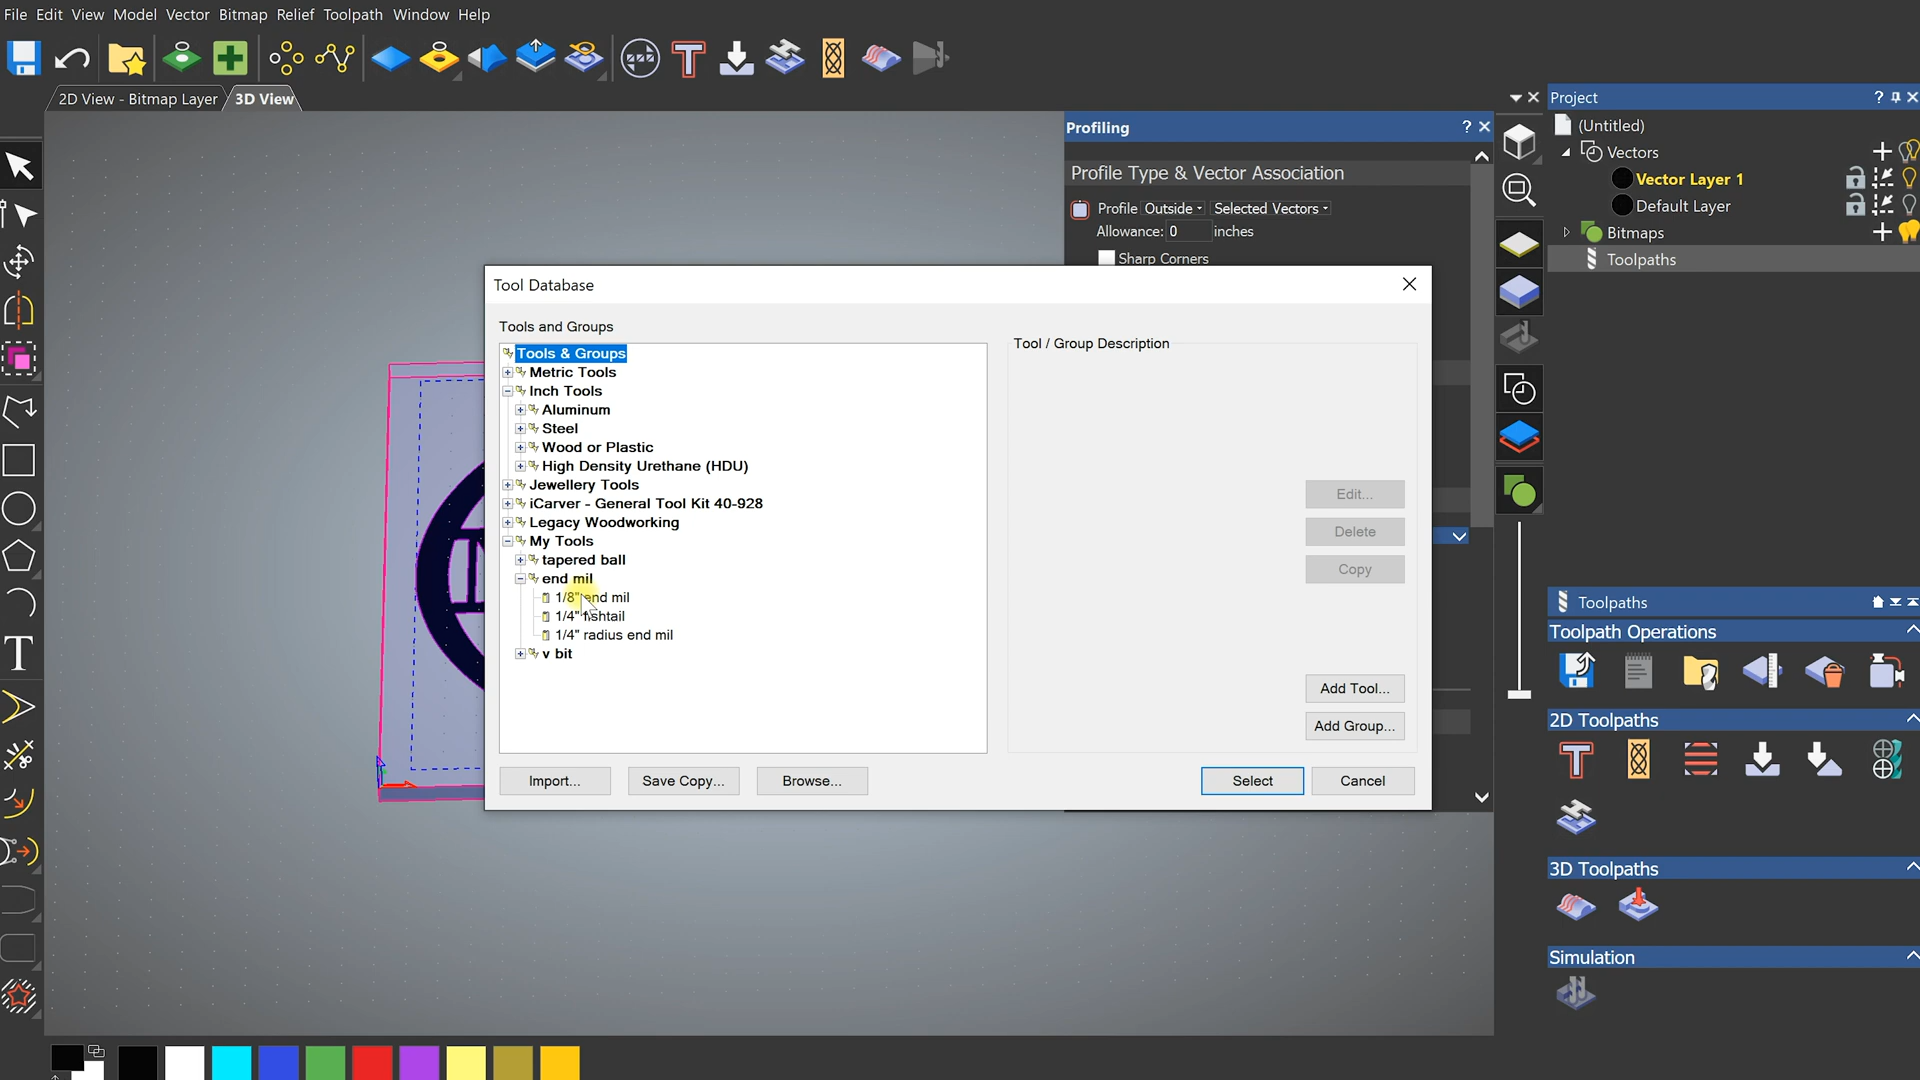 File Edit View Model Vector Bitmap Relief Toolpath Window Help
2D View - Bitmap Layer
3D View
Profiling
?
Profile Type & Vector Association
Profile Outside Selected Vectors
Allowance: 0 inches
Sharp Corners
Tool Database
Tools and Groups
Tools & Groups
Metric Tools
Inch Tools
Aluminum
Steel
Wood or Plastic
High Density Urethane (HDU)
Jewellery Tools
iCarver - General Tool Kit 40-928
Legacy Woodworking
My Tools
tapered ball
end mil
1/8" end mil
1/4" fishtail
1/4" radius end mil
v bit
Tool / Group Description
Edit...
Delete
Copy
Add Tool...
Add Group...
Import...
Save Copy...
Browse...
Select
Cancel
Project
?
(Untitled)
Vectors
Vector Layer 1
Default Layer
Bitmaps
Toolpaths
Toolpaths
Toolpath Operations
2D Toolpaths
3D Toolpaths
Simulation